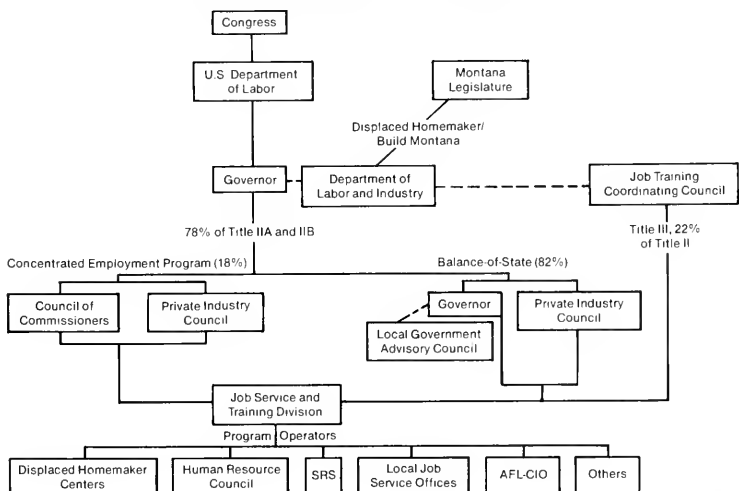 Congress
U.S. Department
of Labor
Montana
Legislature
Displaced Homemaker/
Build Montana
Governor
Department of
Labor and Industry
Job Training
Coordinating Council
78% of Title IIA and IIB
Title III, 22%
of Title II
Concentrated Employment Program (18%)
Balance-of-State (82%)
Council of
Commissioners
Private Industry
Council
Governor
Private Industry
Council
Local Government
Advisory Council
Job Service and
Training Division
Program Operators
Displaced Homemaker
Centers
Human Resource
Council
SRS
Local Job
Service Offices
AFL-CIO
Others